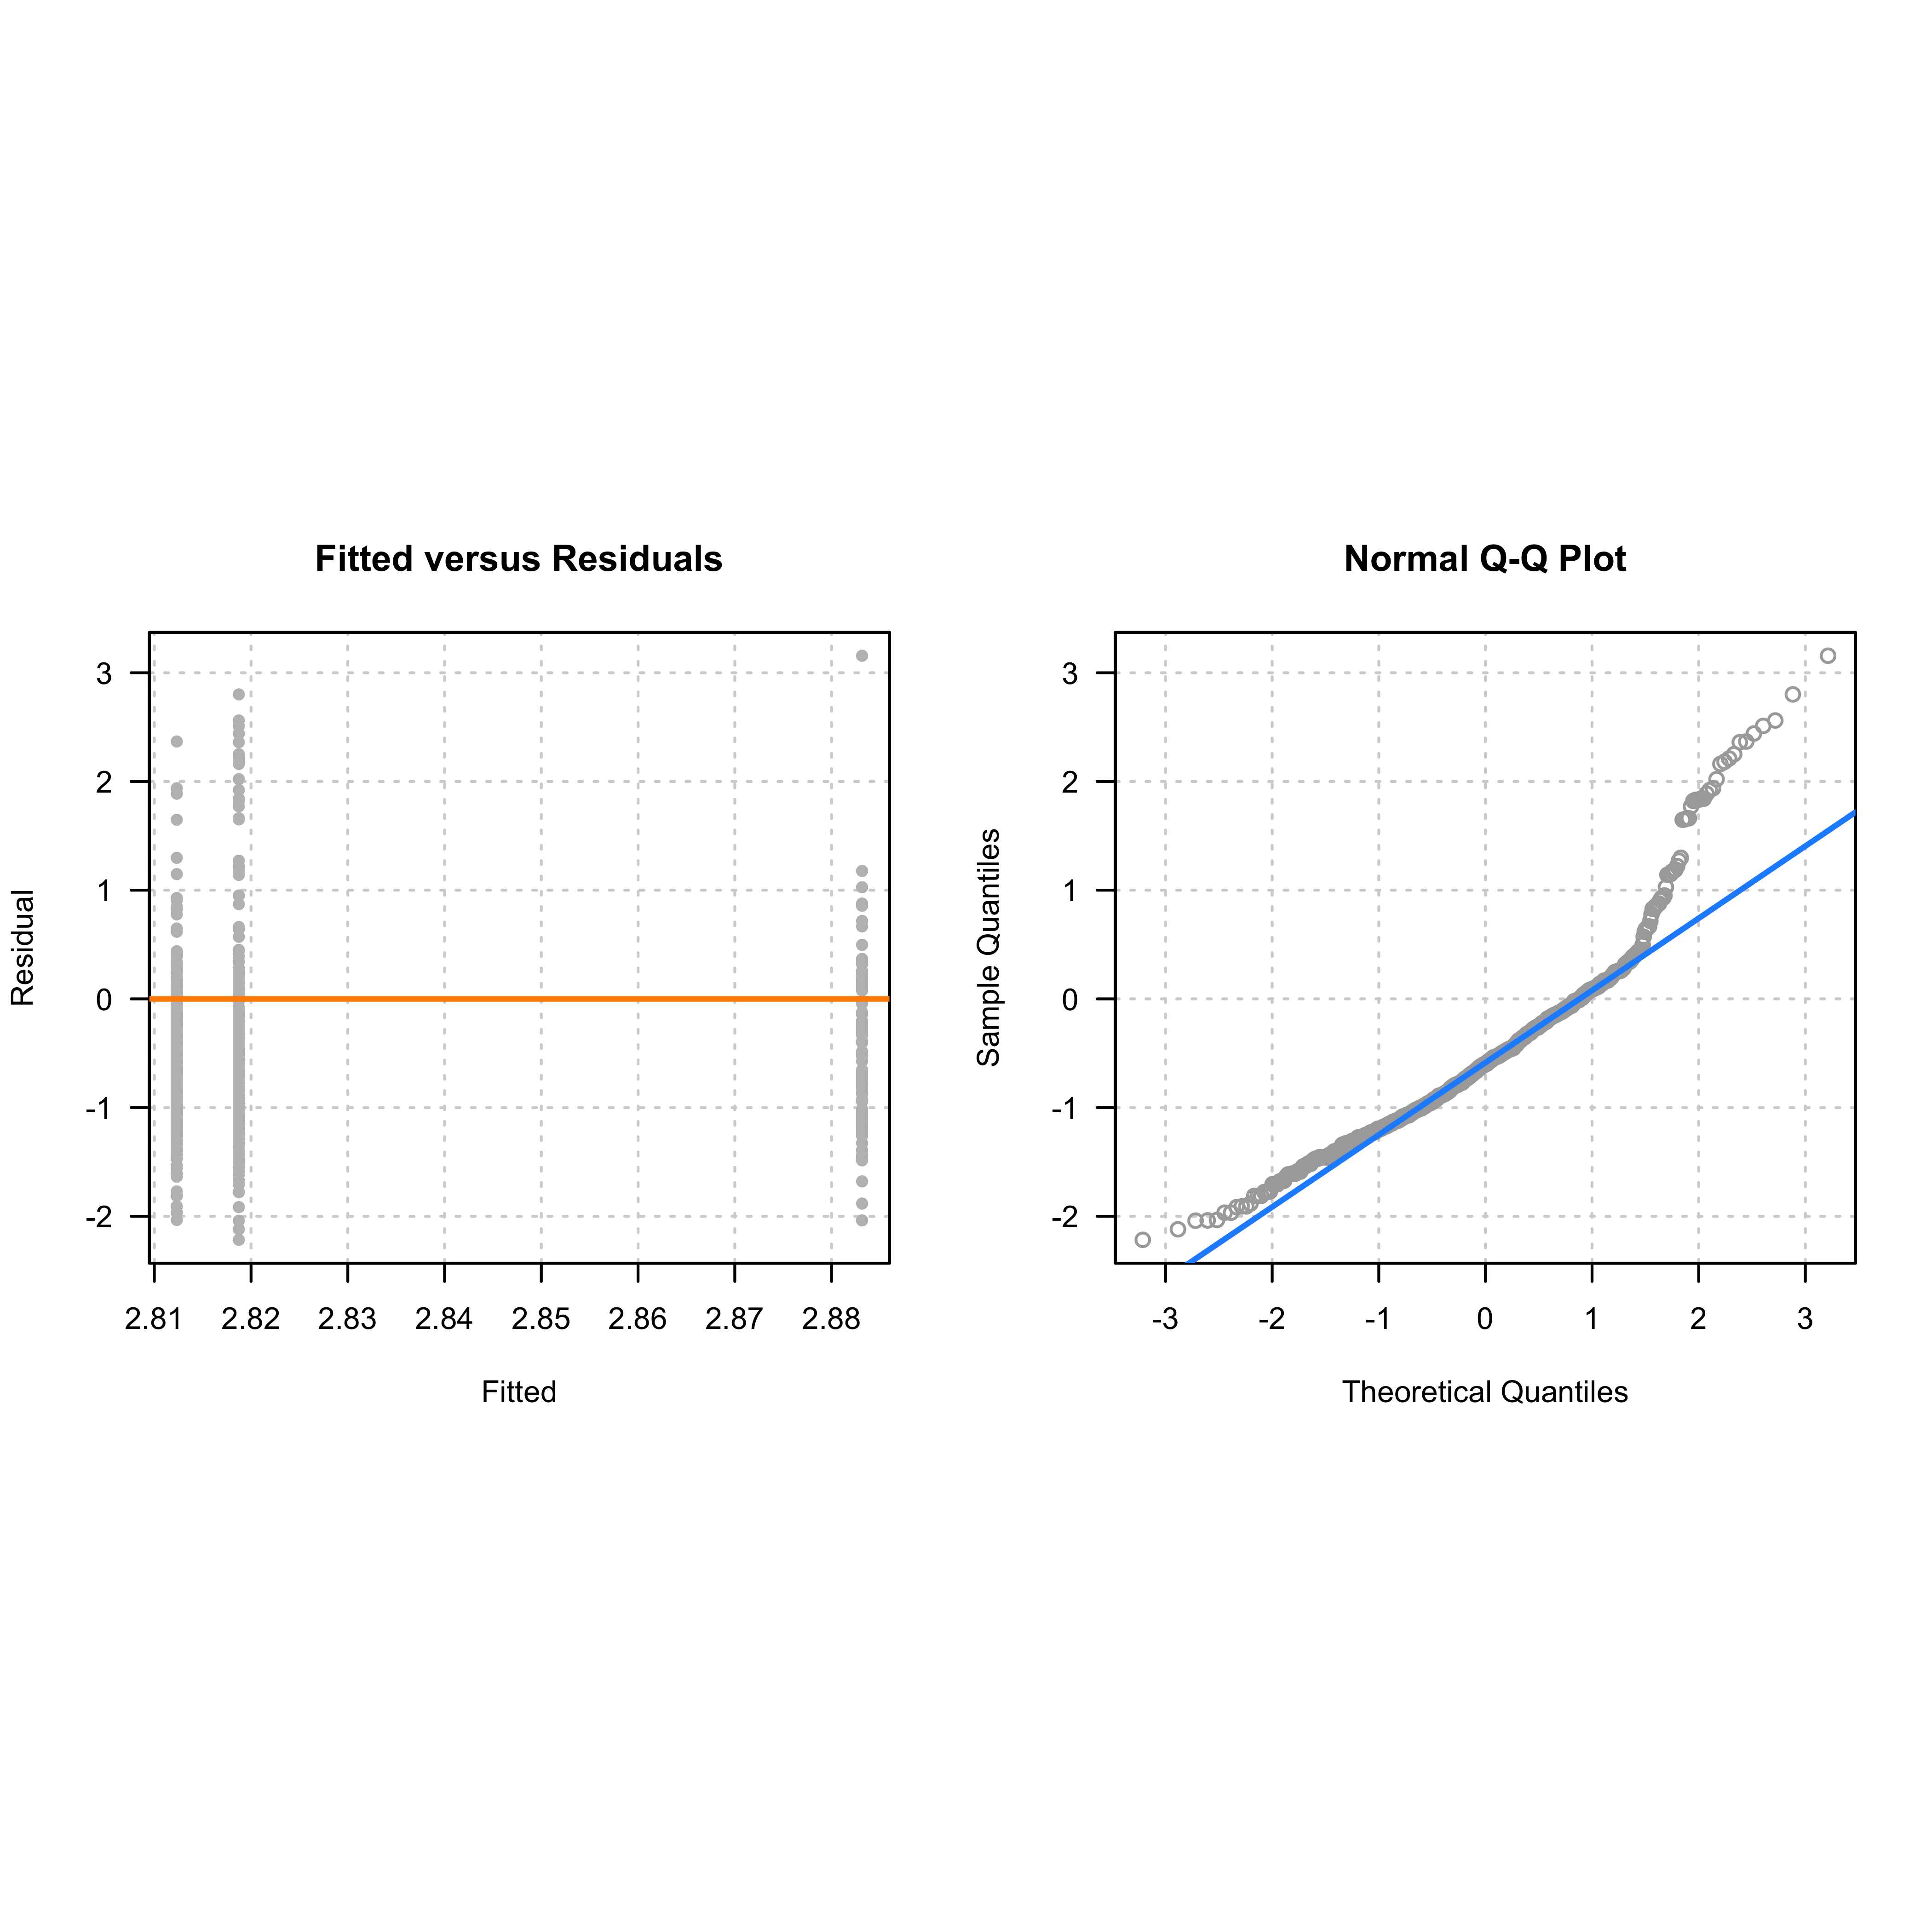 Fitted versus Residuals
Residual
3
2
1
0
-1
-2
2.81 2.82 2.83 2.84 2.85 2.86 2.87 2.88
Fitted
Normal Q-Q Plot
Sample Quantiles
3
2
1
0
-1
-2
-3 -2 -1 0 1 2 3
Theoretical Quantiles